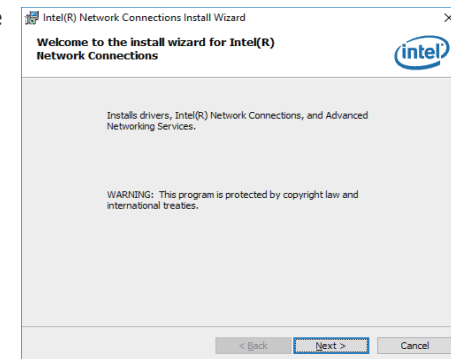 e
Intel(R) Network Connections Install Wizard
Welcome to the install wizard for Intel(R)
Network Connections
intel
Installs drivers, Intel(R) Network Connections, and Advanced
Networking Services.
WARNING: This program is protected by copyright law and
international treaties.
< Back Next > Cancel